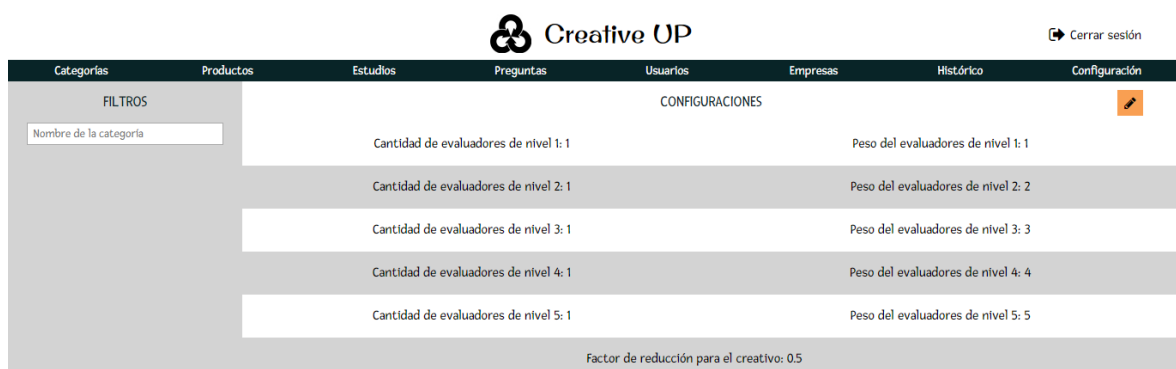 Creative UP
Cerrar sesión
Categorías Productos Estudios Preguntas Usuarios Empresas Histórico Configuración
FILTROS
CONFIGURACIONES
Nombre de la categoría
Cantidad de evaluadores de nivel 1: 1 Peso del evaluadores de nivel 1: 1
Cantidad de evaluadores de nivel 2: 1 Peso del evaluadores de nivel 2: 2
Cantidad de evaluadores de nivel 3: 1 Peso del evaluadores de nivel 3: 3
Cantidad de evaluadores de nivel 4: 1 Peso del evaluadores de nivel 4: 4
Cantidad de evaluadores de nivel 5: 1 Peso del evaluadores de nivel 5: 5
Factor de reducción para el creativo: 0.5